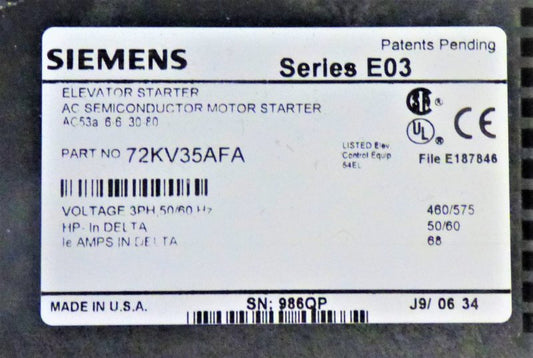 Patents Pending
SIEMENS
Series E03
ELEVATOR STARTER
AC SEMICONDUCTOR MOTOR STARTER
AC53a 6-6 30-80
PART NO 72KV35AFA
LISTED Elev
Control Equip
54EL
SA
UL
File E187846
VOLTAGE 3PH,50/60 Hz 460/575
HP- In DELTA 50/60
Ie AMPS IN DELTA 68
MADE IN U.S.A.
SN: 986QP
J9/ 06 34